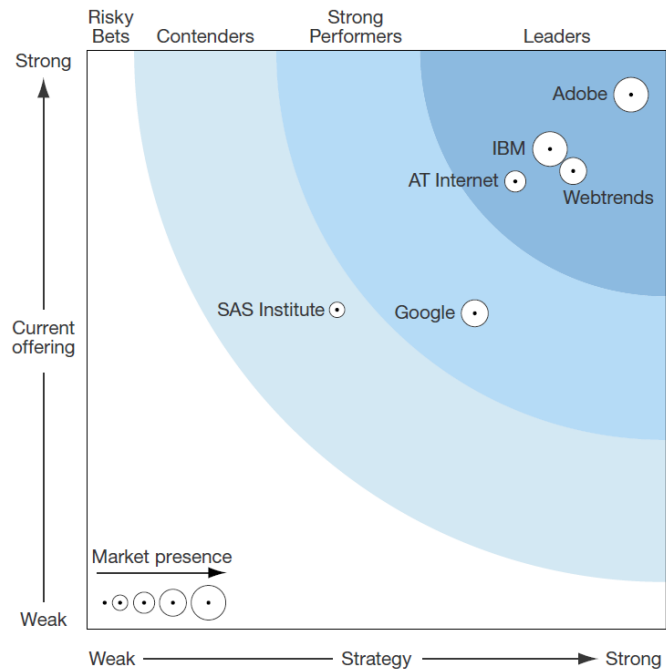 Risky
Bets
Contenders
Strong
Performers
Leaders
Strong
Adobe
IBM
AT Internet
Webtrends
SAS Institute
Google
Current
offering
Market presence
Weak
Weak
Strategy
Strong